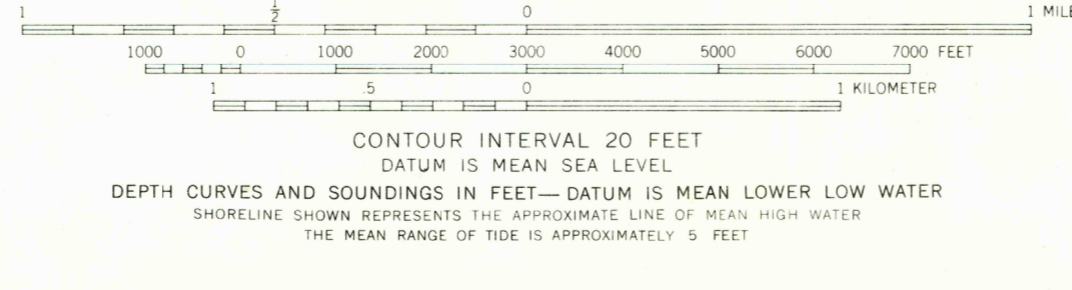 1 ½ 0 1 MILE
1000 0 1000 2000 3000 4000 5000 6000 7000 FEET
1 .5 0 1 KILOMETER
CONTOUR INTERVAL 20 FEET
DATUM IS MEAN SEA LEVEL
DEPTH CURVES AND SOUNDINGS IN FEET—DATUM IS MEAN LOWER LOW WATER
SHORELINE SHOWN REPRESENTS THE APPROXIMATE LINE OF MEAN HIGH WATER
THE MEAN RANGE OF TIDE IS APPROXIMATELY 5 FEET